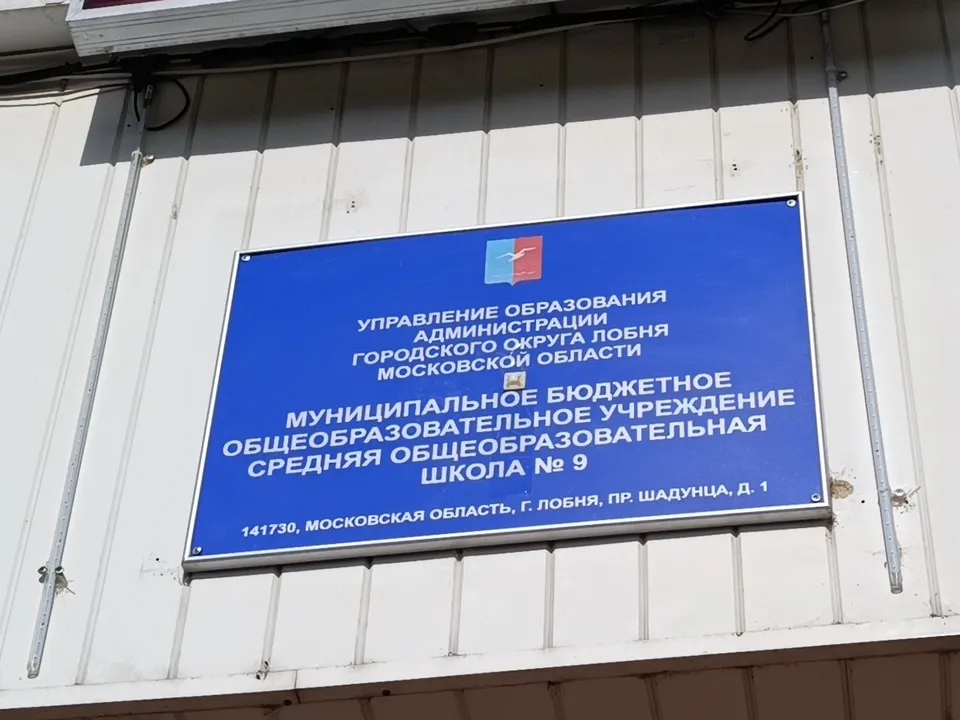 УПРАВЛЕНИЕ ОБРАЗОВАНИЯ
АДМИНИСТРАЦИИ
ГОРОДСКОГО ОКРУГА ЛОБНЯ
МОСКОВСКОЙ ОБЛАСТИ
МУНИЦИПАЛЬНОЕ БЮДЖЕТНОЕ
ОБЩЕОБРАЗОВАТЕЛЬНОЕ УЧРЕЖДЕНИЕ
СРЕДНЯЯ ОБЩЕОБРАЗОВАТЕЛЬНАЯ
ШКОЛА № 9
141730, МОСКОВСКАЯ ОБЛАСТЬ, Г. ЛОБНЯ, ПР. ШАДУНЦА, Д. 1